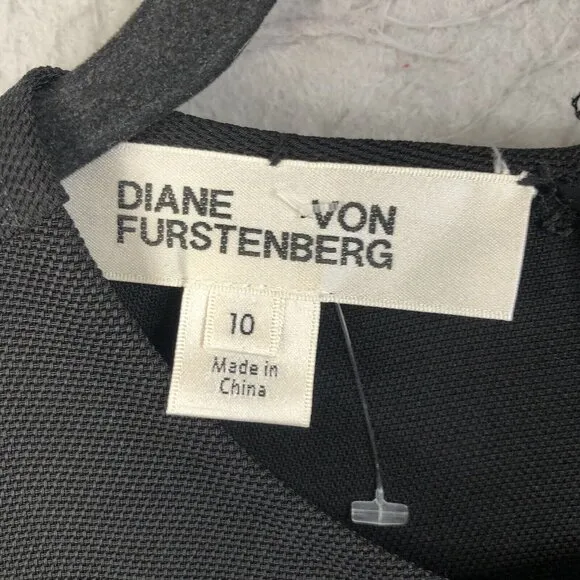 DIANE VON
FURSTENBERG
10
Made in
China